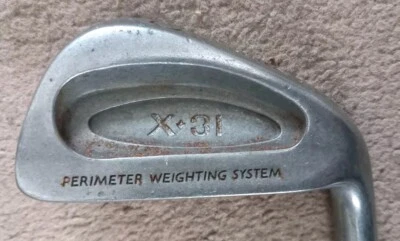 X·31
PERIMETER WEIGHTING SYSTEM